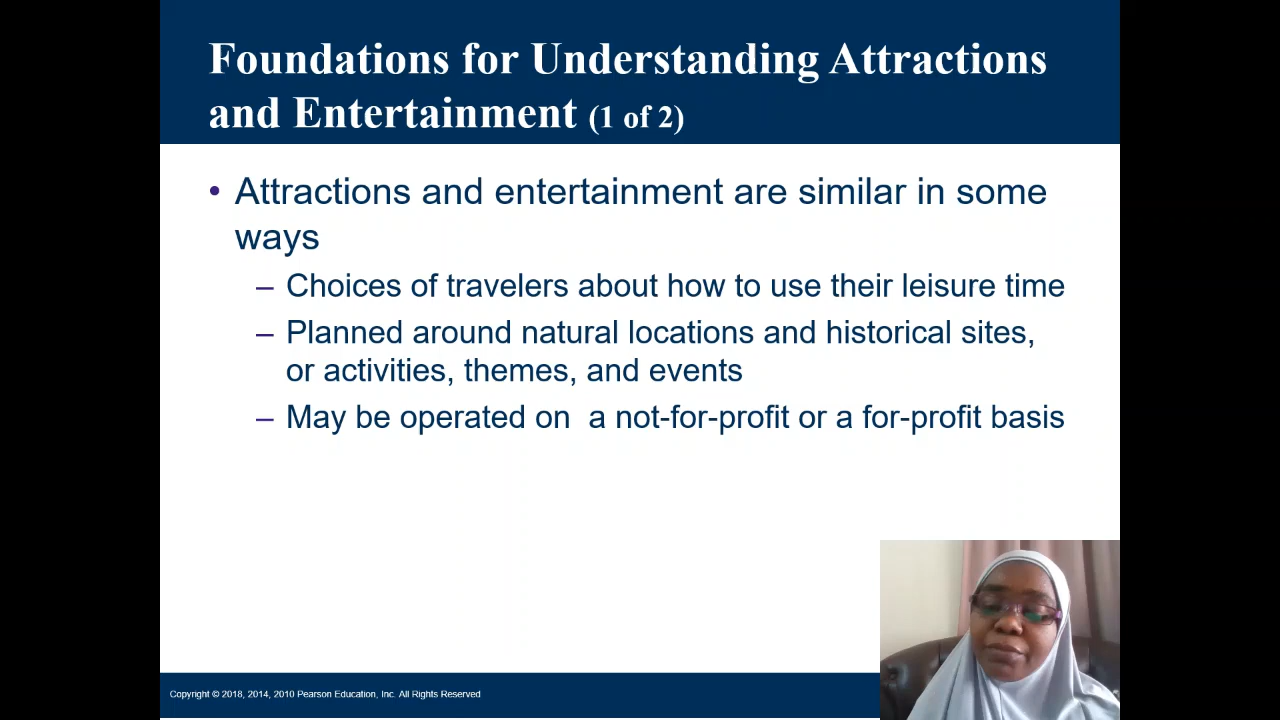 Foundations for Understanding Attractions
and Entertainment (1 of 2)
• Attractions and entertainment are similar in some
ways
– Choices of travelers about how to use their leisure time
– Planned around natural locations and historical sites,
or activities, themes, and events
– May be operated on  a not-for-profit or a for-profit basis
Copyright © 2018, 2014, 2010 Pearson Education, Inc. All Rights Reserved